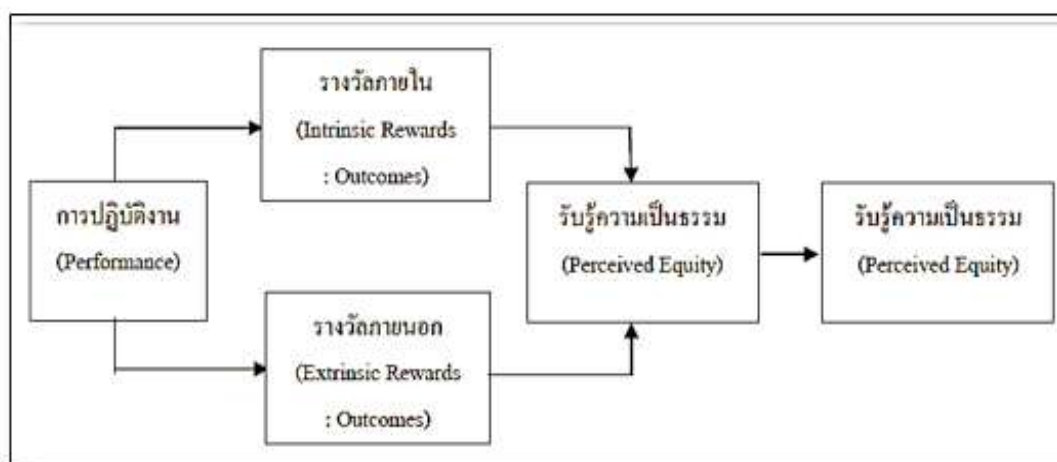 การปฏิบัติงาน
(Performance)
รางวัลภายใน
(Intrinsic Rewards
: Outcomes)
รางวัลภายนอก
(Extrinsic Rewards
: Outcomes)
รับรู้ความเป็นธรรม
(Perceived Equity)
รับรู้ความเป็นธรรม
(Perceived Equity)